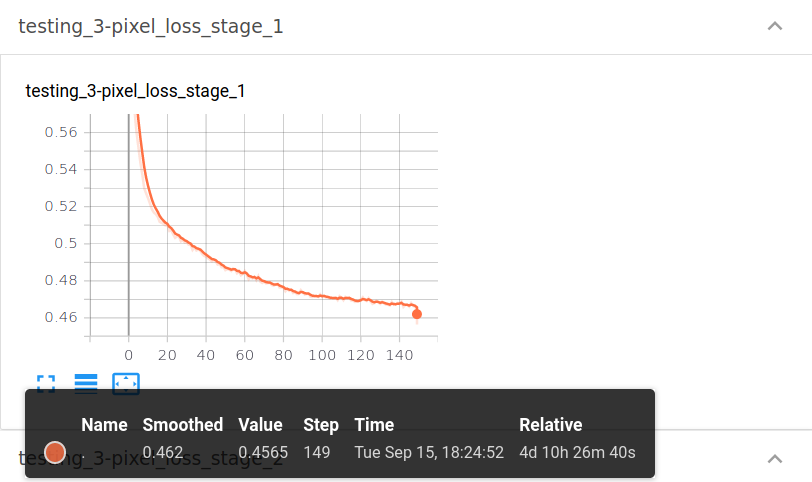 testing_3-pixel_loss_stage_1
testing_3-pixel_loss_stage_1
0.56
0.54
0.52
0.5
0.48
0.46
0 20 40 60 80 100 120 140
Name Smoothed Value Step Time Relative
. 0.462 0.4565 149 Tue Sep 15, 18:24:52 4d 10h 26m 40s
testing_3-pixel_loss_stage_2